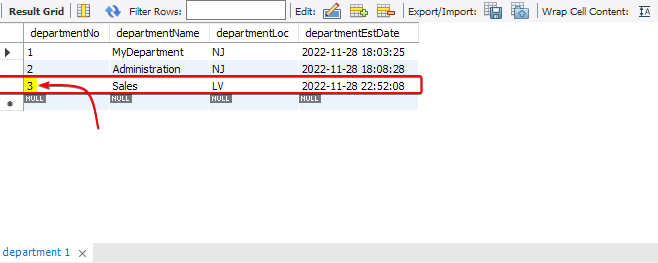 Result Grid Filter Rows: Edit: Export/Import: Wrap Cell Content: IA
departmentNo departmentName departmentLoc departmentEstDate
1 MyDepartment NJ 2022-11-28 18:03:25
2 Administration NJ 2022-11-28 18:08:28
3 Sales LV 2022-11-28 22:52:08
NULL NULL NULL NULL
department 1